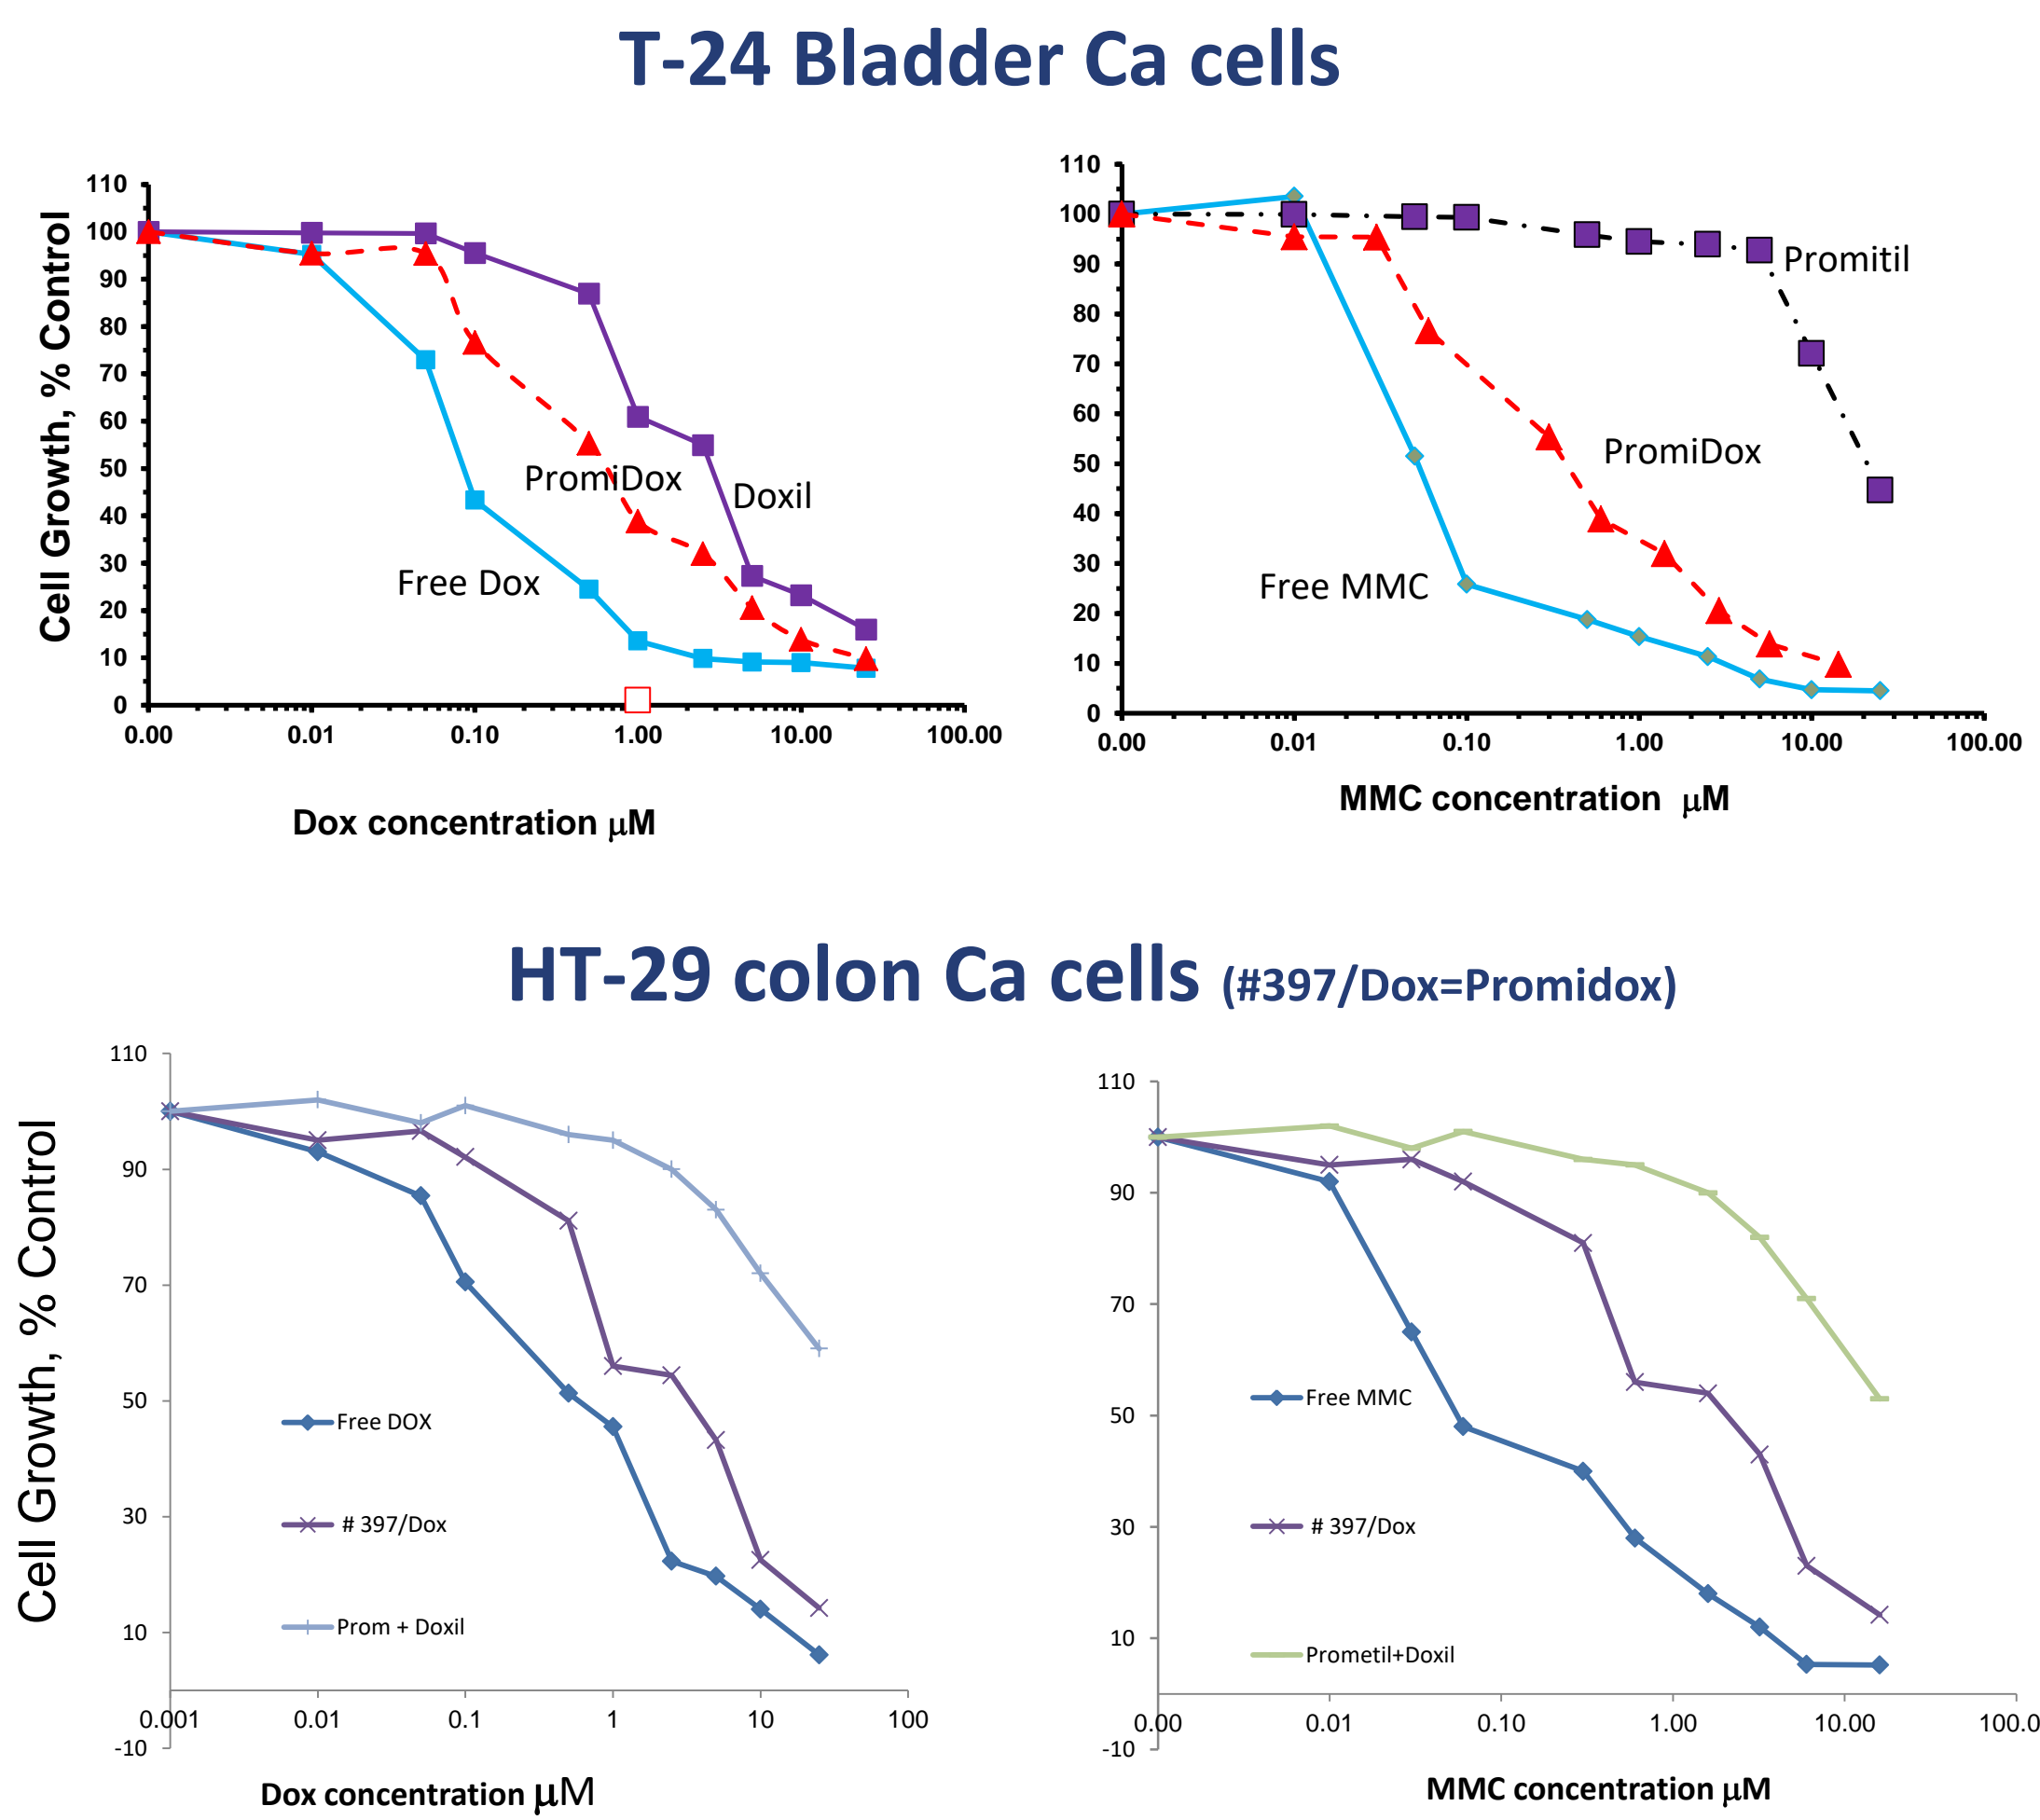 T-24 Bladder Ca cells
Cell Growth, % Control
110
100
90
80
70
60
50
40
30
20
10
0
0.00 0.01 0.10 1.00 10.00 100.00
PromiDox
Doxil
Free Dox
Dox concentration μM
110
100
90
80
70
60
50
40
30
20
10
0
0.00 0.01 0.10 1.00 10.00 100.00
Promitil
PromiDox
Free MMC
MMC concentration μM
HT-29 colon Ca cells (#397/Dox=Promidox)
Cell Growth, % Control
110
90
70
50
30
10
-10
0.001 0.01 0.1 1 10 100
Free DOX
# 397/Dox
Prom + Doxil
Dox concentration μM
110
90
70
50
30
10
-10
0.00 0.01 0.10 1.00 10.00 100.0
Free MMC
# 397/Dox
Prometil+Doxil
MMC concentration μM